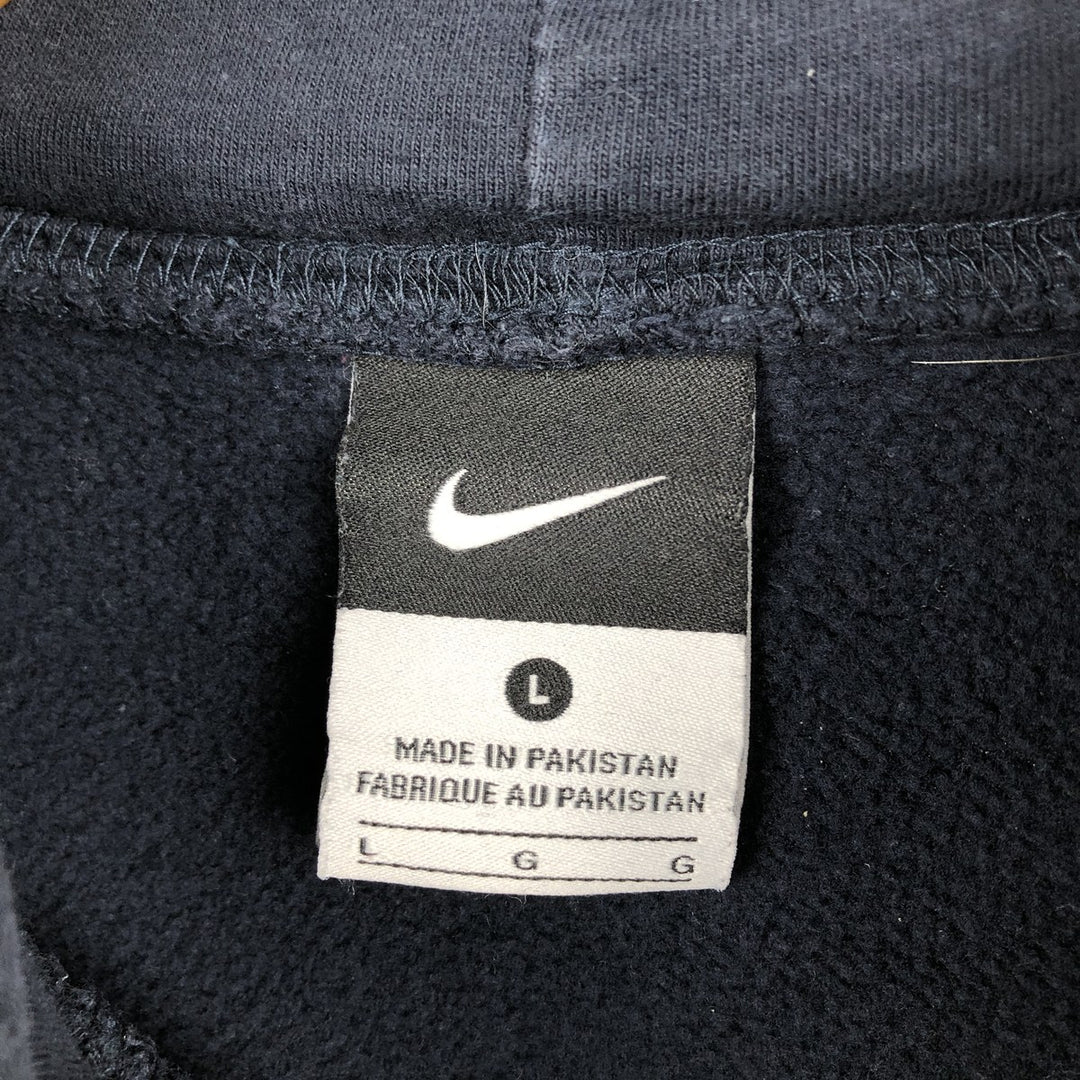 L
MADE IN PAKISTAN
FABRIQUE AU PAKISTAN
L G G